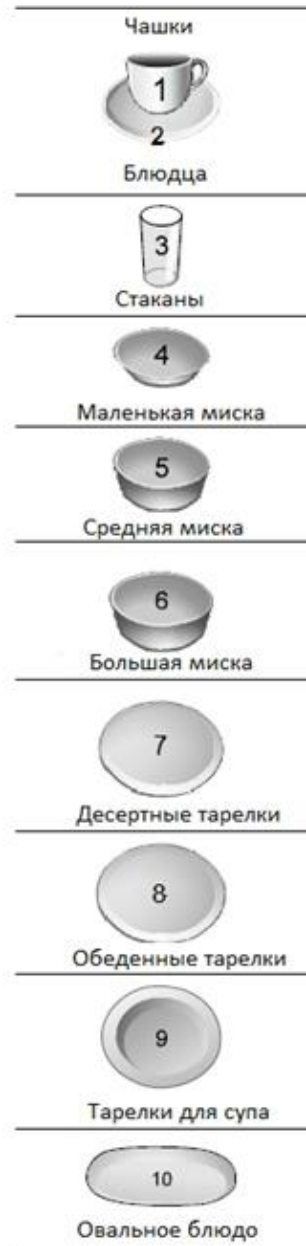 Чашки
1
2
Блюдца
3
Стаканы
4
Маленькая миска
5
Средняя миска
6
Большая миска
7
Десертные тарелки
8
Обеденные тарелки
9
Тарелки для супа
10
Овальное блюдо